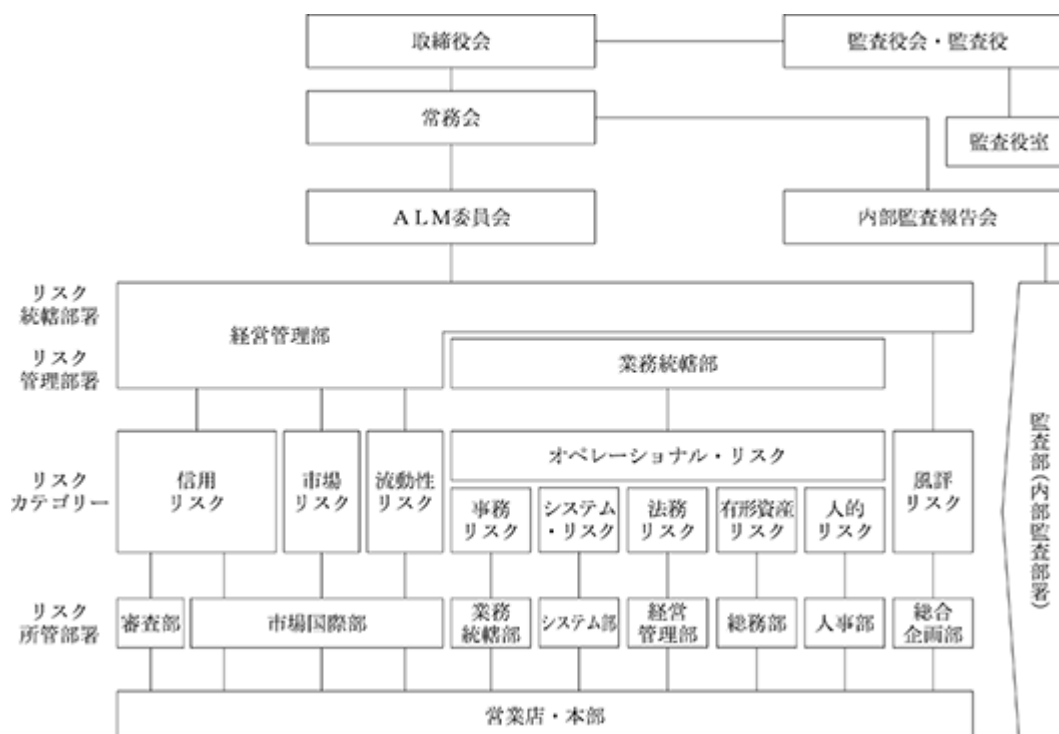 取締役会
監査役会・監査役
常務会
監査役室
ALM委員会
内部監査報告会
リスク
統轄部署
経営管理部
リスク
管理部署
業務統轄部
リスク
カテゴリー
信用
リスク
市場
リスク
流動性
リスク
オペレーショナル・リスク
事務
リスク
システム
・リスク
法務
リスク
有形資産
リスク
人的
リスク
風評
リスク
監査部(内部監査部署)
リスク
所管部署
審査部
市場国際部
業務
統轄部
システム部
経営
管理部
総務部
人事部
総合
企画部
営業店・本部